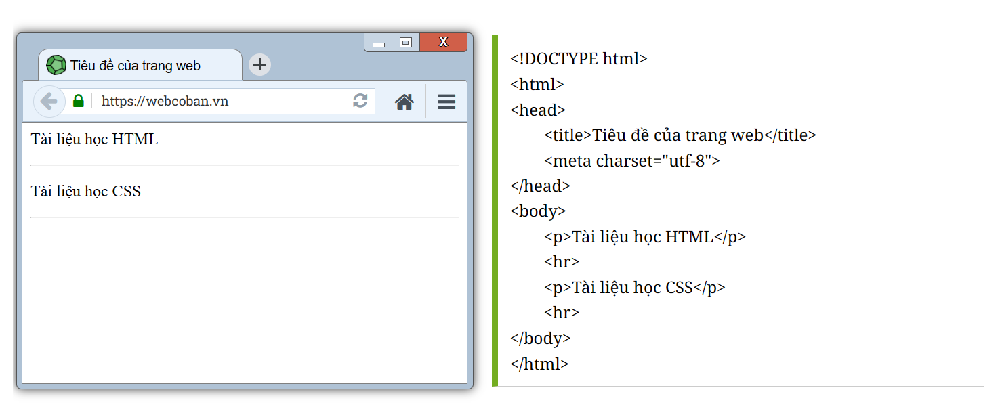 Tiêu đề của trang web
https://webcoban.vn
Tài liệu học HTML
Tài liệu học CSS
<!DOCTYPE html>
<html>
<head>
<title>Tiêu đề của trang web</title>
<meta charset="utf-8">
</head>
<body>
<p>Tài liệu học HTML</p>
<hr>
<p>Tài liệu học CSS</p>
<hr>
</body>
</html>